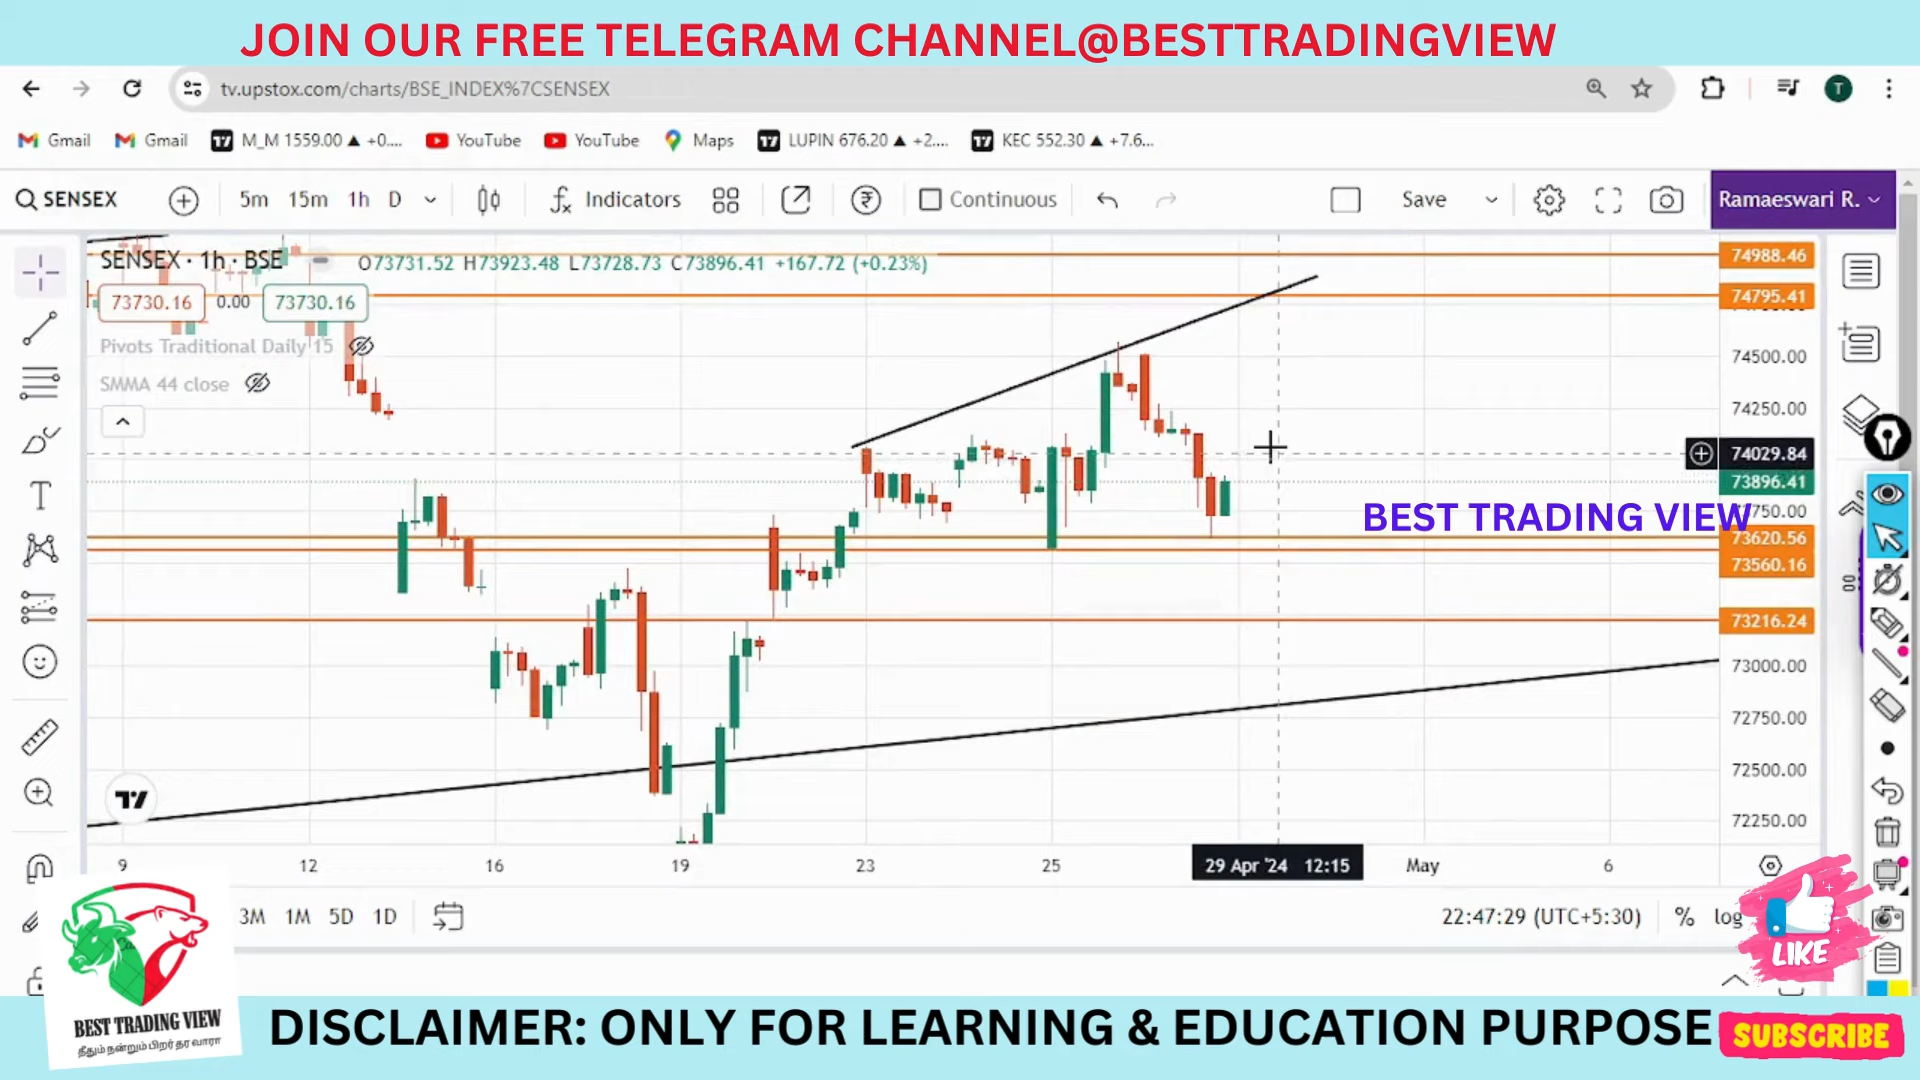 JOIN OUR FREE TELEGRAM CHANNEL@BESTTRADINGVIEW
tv.upstox.com/charts/BSE_INDEX%7CSENSEX
T
Gmail Gmail M_M 1559.00 ▲ +0.... YouTube YouTube Maps LUPIN 676.20 ▲ +2.... KEC 552.30 ▲ +7.6...
SENSEX 5m 15m 1h D Indicators Continuous Save Ramaeswari R.
SENSEX · 1h · BSE O73731.52 H73923.48 L73728.73 C73896.41 +167.72 (+0.23%)
73730.16 0.00 73730.16
Pivots Traditional Daily 15
SMMA 44 close
74988.46
74795.41
74500.00
74250.00
74029.84
73896.41
BEST TRADING VIEW
73620.56
73560.16
73216.24
73000.00
72750.00
72500.00
72250.00
9 12 16 19 23 25 29 Apr '24 12:15 May 6
3M 1M 5D 1D 22:47:29 (UTC+5:30) % log
LIKE
BEST TRADING VIEW
தீதும் நன்றும் பிறர் தர வாரா
DISCLAIMER: ONLY FOR LEARNING & EDUCATION PURPOSE
SUBSCRIBE